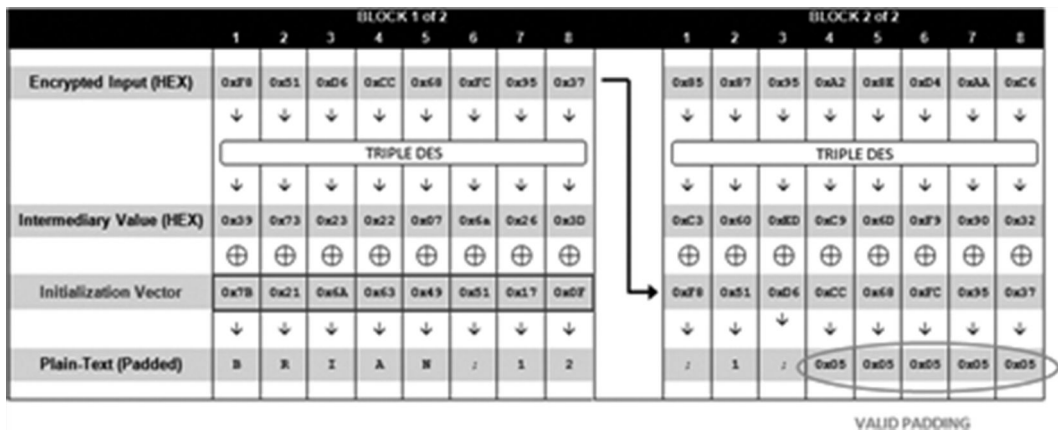 BLOCK 1 of 2 BLOCK 2 of 2
1 2 3 4 5 6 7 8 1 2 3 4 5 6 7 8
Encrypted Input (HEX) 0xF8 0x51 0xD6 0xCC 0x68 0xFC 0x95 0x37 0x85 0x87 0x95 0xA2 0x8E 0xD4 0xAA 0xC6
TRIPLE DES TRIPLE DES
Intermediary Value (HEX) 0x39 0x73 0x23 0x22 0x07 0x6a 0x26 0x3D 0xC3 0x60 0xED 0xC9 0x6D 0xF9 0x90 0x32
Initialization Vector 0x7B 0x21 0x6A 0x63 0x49 0x51 0x17 0x0F 0xF8 0x51 0xD6 0xCC 0x68 0xFC 0x95 0x37
Plain-Text (Padded) B R I A N ; 1 2 ; 1 ; 0x05 0x05 0x05 0x05 0x05
VALID PADDING